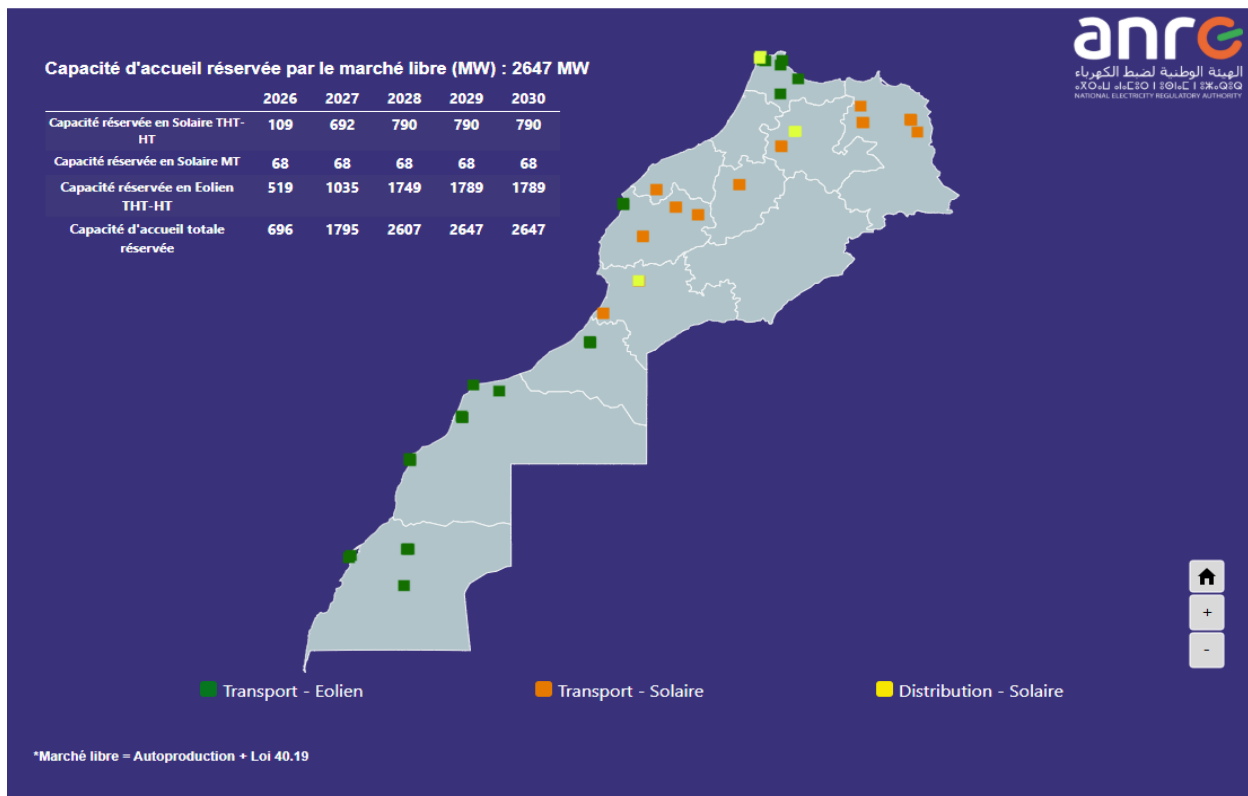 anre
الهيئة الوطنية لضبط الكهرباء
NATIONAL ELECTRICITY REGULATORY AUTHORITY
Capacité d'accueil réservée par le marché libre (MW) : 2647 MW
2026 2027 2028 2029 2030
Capacité réservée en Solaire THT-
HT 109 692 790 790 790
Capacité réservée en Solaire MT 68 68 68 68 68
Capacité réservée en Eolien
THT-HT 519 1035 1749 1789 1789
Capacité d'accueil totale
réservée 696 1795 2607 2647 2647
+
-
Transport - Eolien Transport - Solaire Distribution - Solaire
*Marché libre = Autoproduction + Loi 40.19